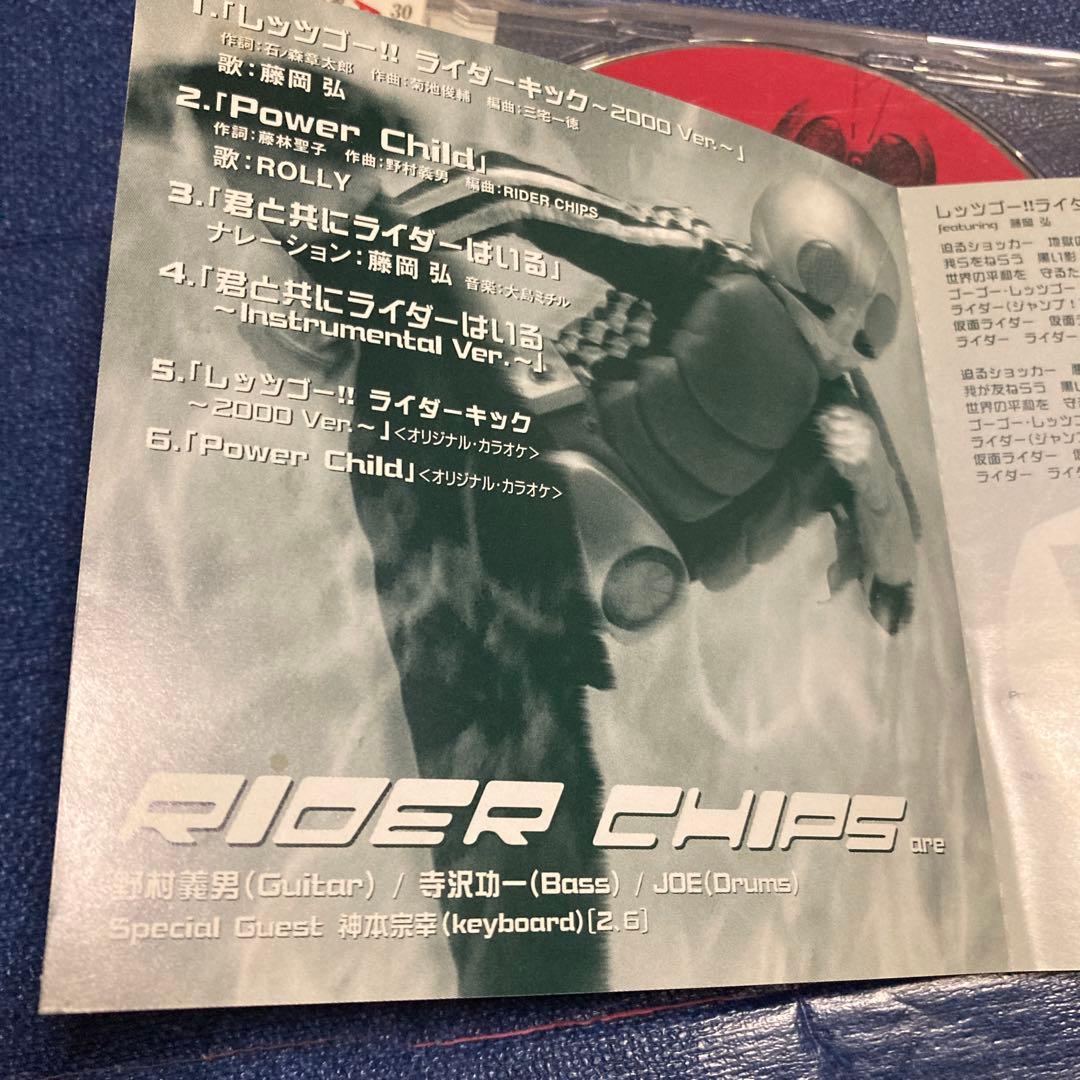 30
1.「レッツゴー!! ライダーキック〜2000 Ver.〜」
作詞:石ノ森章太郎 作曲:菊池俊輔 編曲:三宅一徳
歌:藤岡 弘
2.「Power Child」
作詞:藤林聖子 作曲:野村義男 編曲:RIDER CHIPS
歌:ROLLY
3.「君と共にライダーはいる」
ナレーション:藤岡 弘 音楽:大島ミチル
4.「君と共にライダーはいる
〜Instrumental Ver.〜」
5.「レッツゴー!! ライダーキック
〜2000 Ver.〜」<オリジナル・カラオケ>
6.「Power Child」<オリジナル・カラオケ>
RIDER CHIPS are
野村義男(Guitar) / 寺沢功一(Bass) / JOE(Drums)
Special Guest 神本宗幸(keyboard)[2、6]
レッツゴー!!ライダ
featuring 藤岡 弘
迫るショッカー 地獄の
我らをねらう 黒い影
世界の平和を 守るた
ゴーゴー・レッツゴー
ライダー(ジャンプ!
仮面ライダー 仮面
ライダー ライダー
迫るショッカー
我が友ねらう 黒い
世界の平和を 守
ゴーゴー・レッツゴ
ライダー(ジャンプ
仮面ライダー 仮
ライダー ライダ